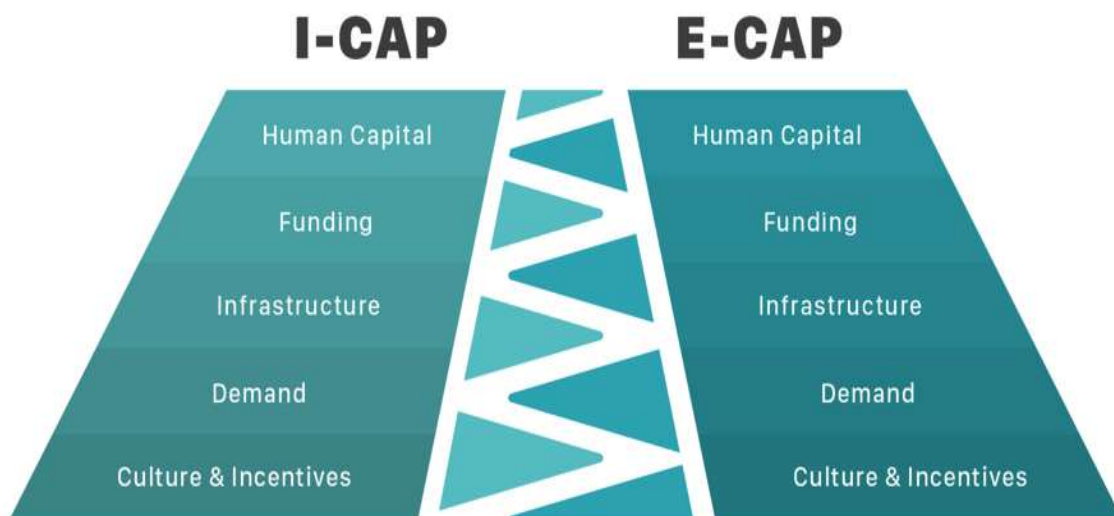 I-CAP E-CAP
Human Capital Human Capital
Funding Funding
Infrastructure Infrastructure
Demand Demand
Culture & Incentives Culture & Incentives